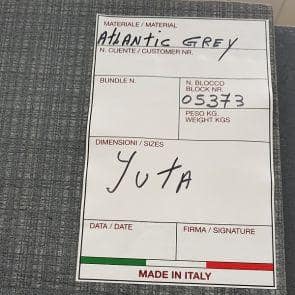 MATERIALE / MATERIAL
ATLANTIC GREY
N. CLIENTE / CUSTOMER NR.
BUNDLE N.
N. BLOCCO
BLOCK NR.
05373
PESO KG.
WEIGHT KGS
DIMENSIONI / SIZES
YUTA
DATA / DATE
FIRMA / SIGNATURE
MADE IN ITALY